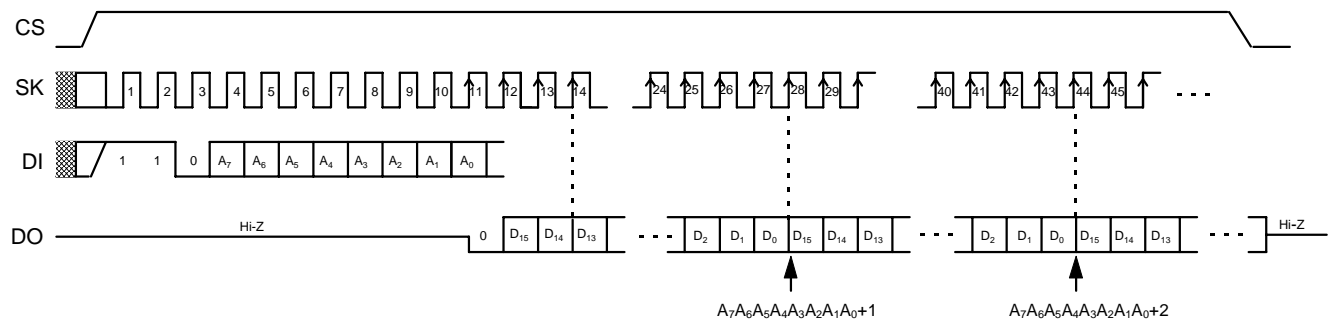 CS
SK 1 2 3 4 5 6 7 8 9 10 11 12 13 14 24 25 26 27 28 29 40 41 42 43 44 45
DI 1 1 0 A7 A6 A5 A4 A3 A2 A1 A0
DO Hi-Z 0 D15 D14 D13 D2 D1 D0 D15 D14 D13 D2 D1 D0 D15 D14 D13 Hi-Z
A7A6A5A4A3A2A1A0+1 A7A6A5A4A3A2A1A0+2